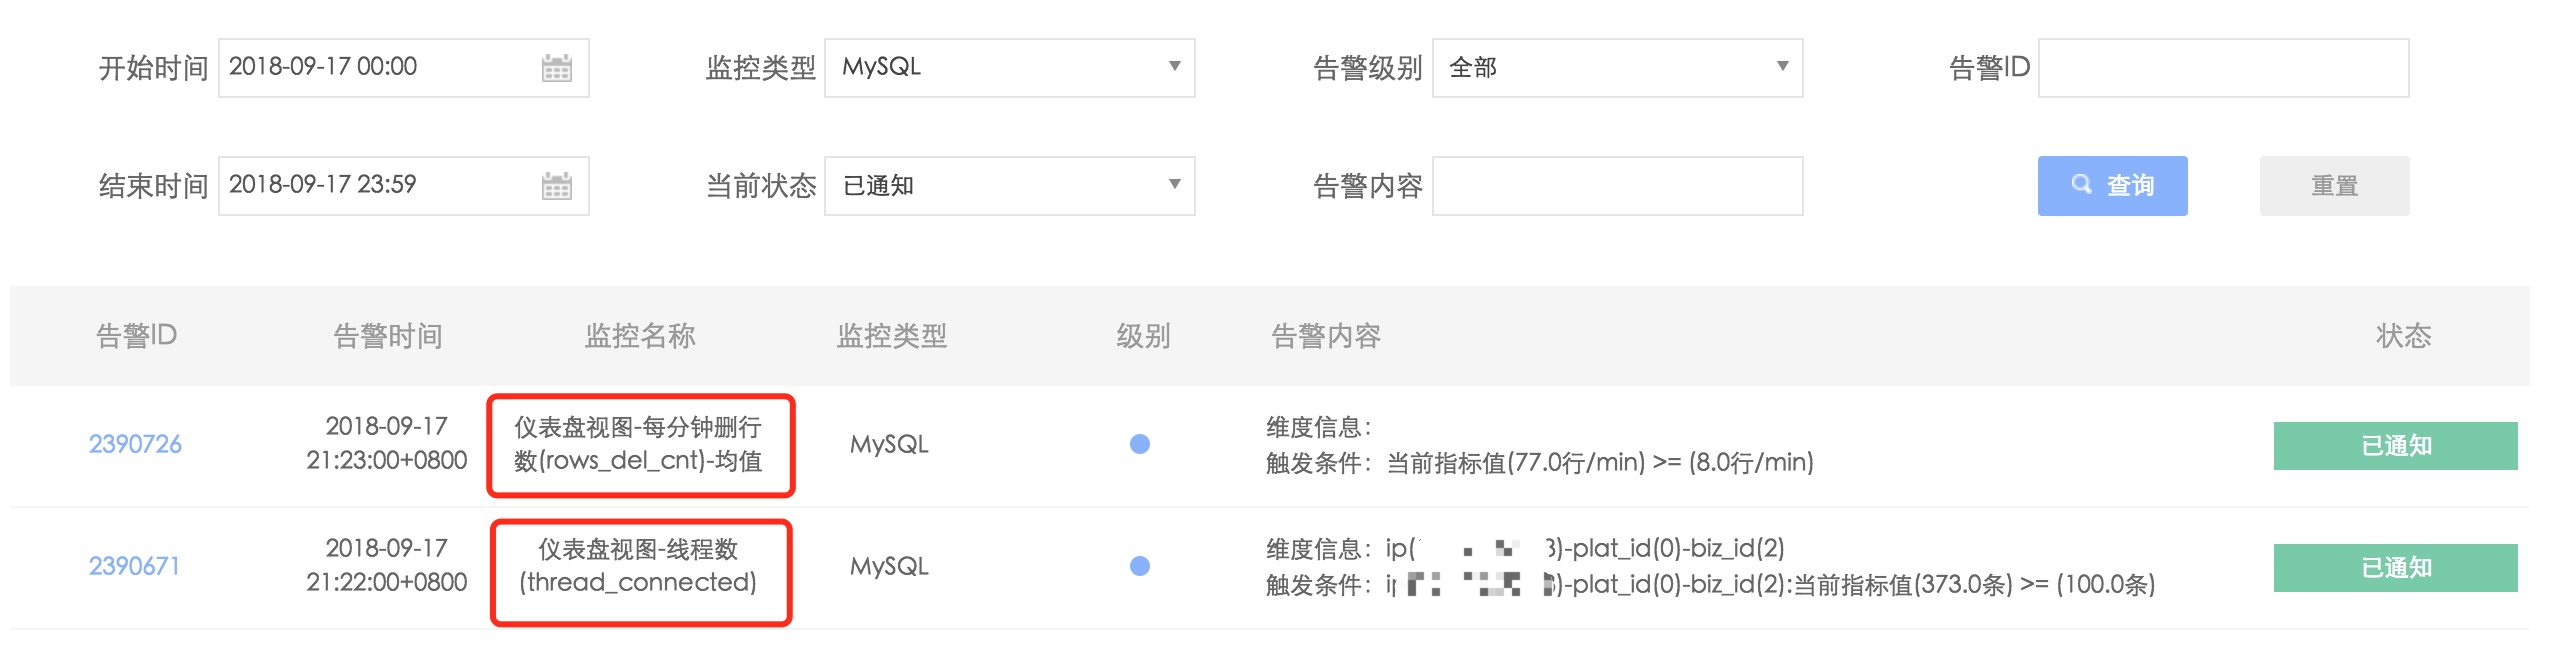 开始时间 2018-09-17 00:00 监控类型 MySQL 告警级别 全部 告警ID
结束时间 2018-09-17 23:59 当前状态 已通知 告警内容 查询 重置
告警ID 告警时间 监控名称 监控类型 级别 告警内容 状态
2390726
2018-09-17
21:23:00+0800
仪表盘视图-每分钟删行
数(rows_del_cnt)-均值
MySQL
维度信息：
触发条件：当前指标值(77.0行/min) >= (8.0行/min)
已通知
2390671
2018-09-17
21:22:00+0800
仪表盘视图-线程数
(thread_connected)
MySQL
维度信息：ip( )-plat_id(0)-biz_id(2)
触发条件： )-plat_id(0)-biz_id(2):当前指标值(373.0条) >= (100.0条)
已通知